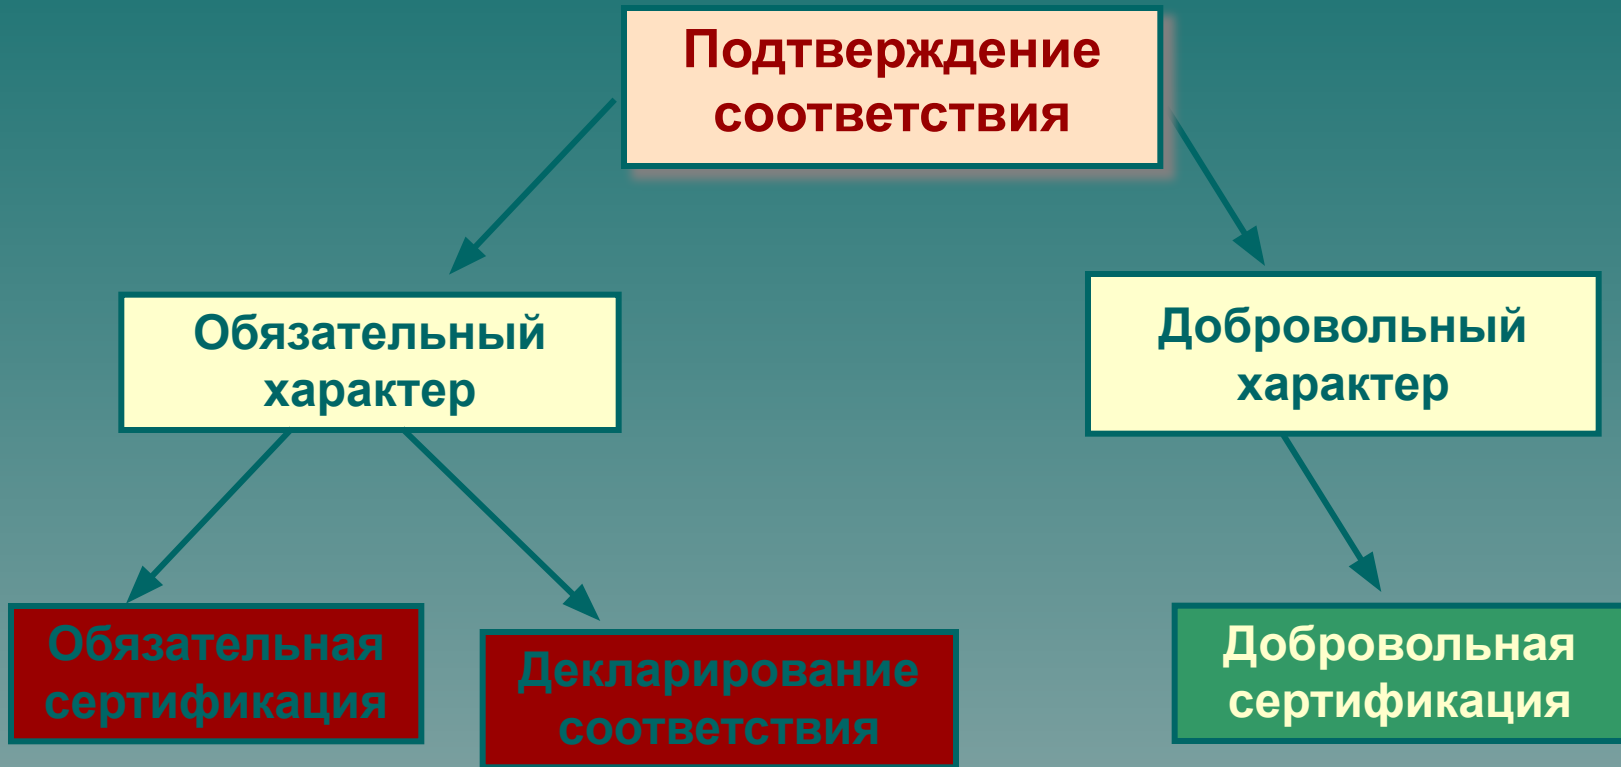 Подтверждение
соответствия
Обязательный
характер
Добровольный
характер
Обязательная
сертификация
Декларирование
соответствия
Добровольная
сертификация